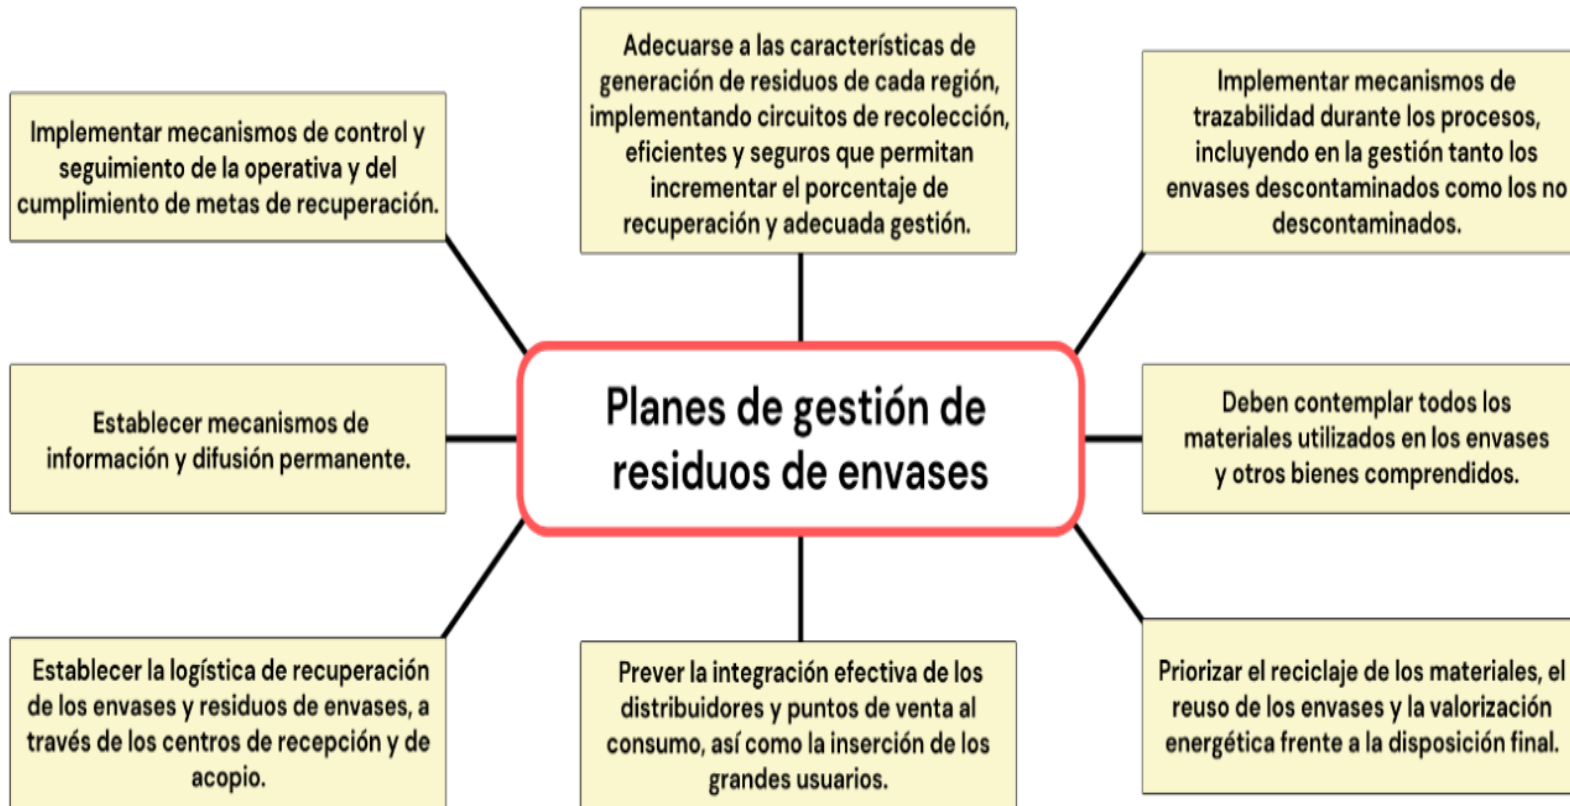 Adecuarse a las características de
generación de residuos de cada región,
implementando circuitos de recolección,
eficientes y seguros que permitan
incrementar el porcentaje de
recuperación y adecuada gestión.
Implementar mecanismos de control y
seguimiento de la operativa y del
cumplimiento de metas de recuperación.
Implementar mecanismos de
trazabilidad durante los procesos,
incluyendo en la gestión tanto los
envases descontaminados como los no
descontaminados.
Establecer mecanismos de
información y difusión permanente.
Planes de gestión de
residuos de envases
Deben contemplar todos los
materiales utilizados en los envases
y otros bienes comprendidos.
Establecer la logística de recuperación
de los envases y residuos de envases, a
través de los centros de recepción y de
acopio.
Prever la integración efectiva de los
distribuidores y puntos de venta al
consumo, así como la inserción de los
grandes usuarios.
Priorizar el reciclaje de los materiales, el
reuso de los envases y la valorización
energética frente a la disposición final.